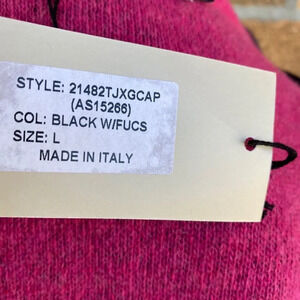 STYLE: 21482TJXGCAP
(AS15266)
COL: BLACK W/FUCS
SIZE: L
MADE IN ITALY